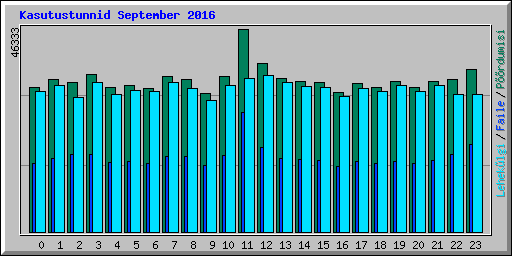 Kasutustunnid September 2016
46333
0 1 2 3 4 5 6 7 8 9 10 11 12 13 14 15 16 17 18 19 20 21 22 23
Lehekülgi / Faile / Pöördumisi